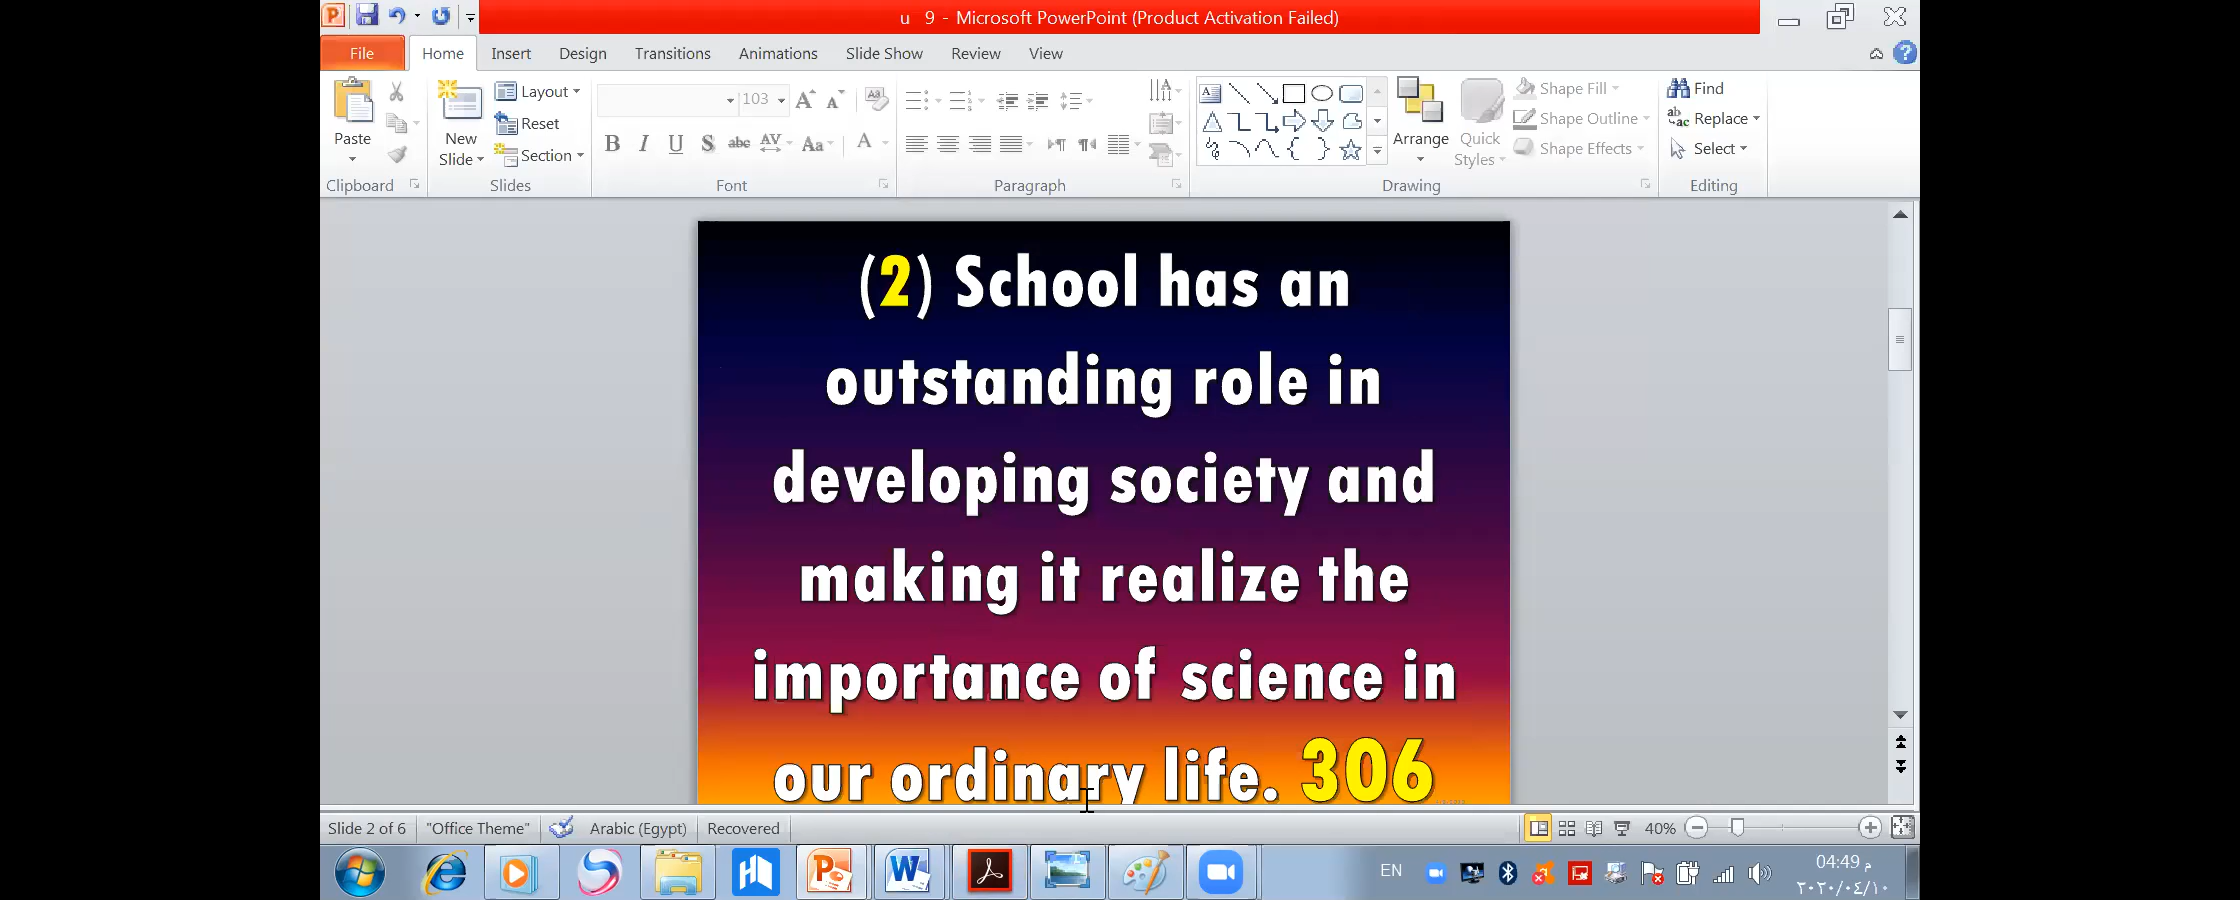 u 9 - Microsoft PowerPoint (Product Activation Failed)
File Home Insert Design Transitions Animations Slide Show Review View
Paste
Clipboard
New Slide
Layout
Reset
Section
Slides
103
B I U S abc AV Aa A
Font
Paragraph
Arrange
Quick Styles
Shape Fill
Shape Outline
Shape Effects
Drawing
Find
Replace
Select
Editing
(2) School has an
outstanding role in
developing society and
making it realize the
importance of science in
our ordinary life. 306
Slide 2 of 6 "Office Theme" Arabic (Egypt) Recovered 40%
EN
04:49 م
٢٠٢٠/٠٤/١٠